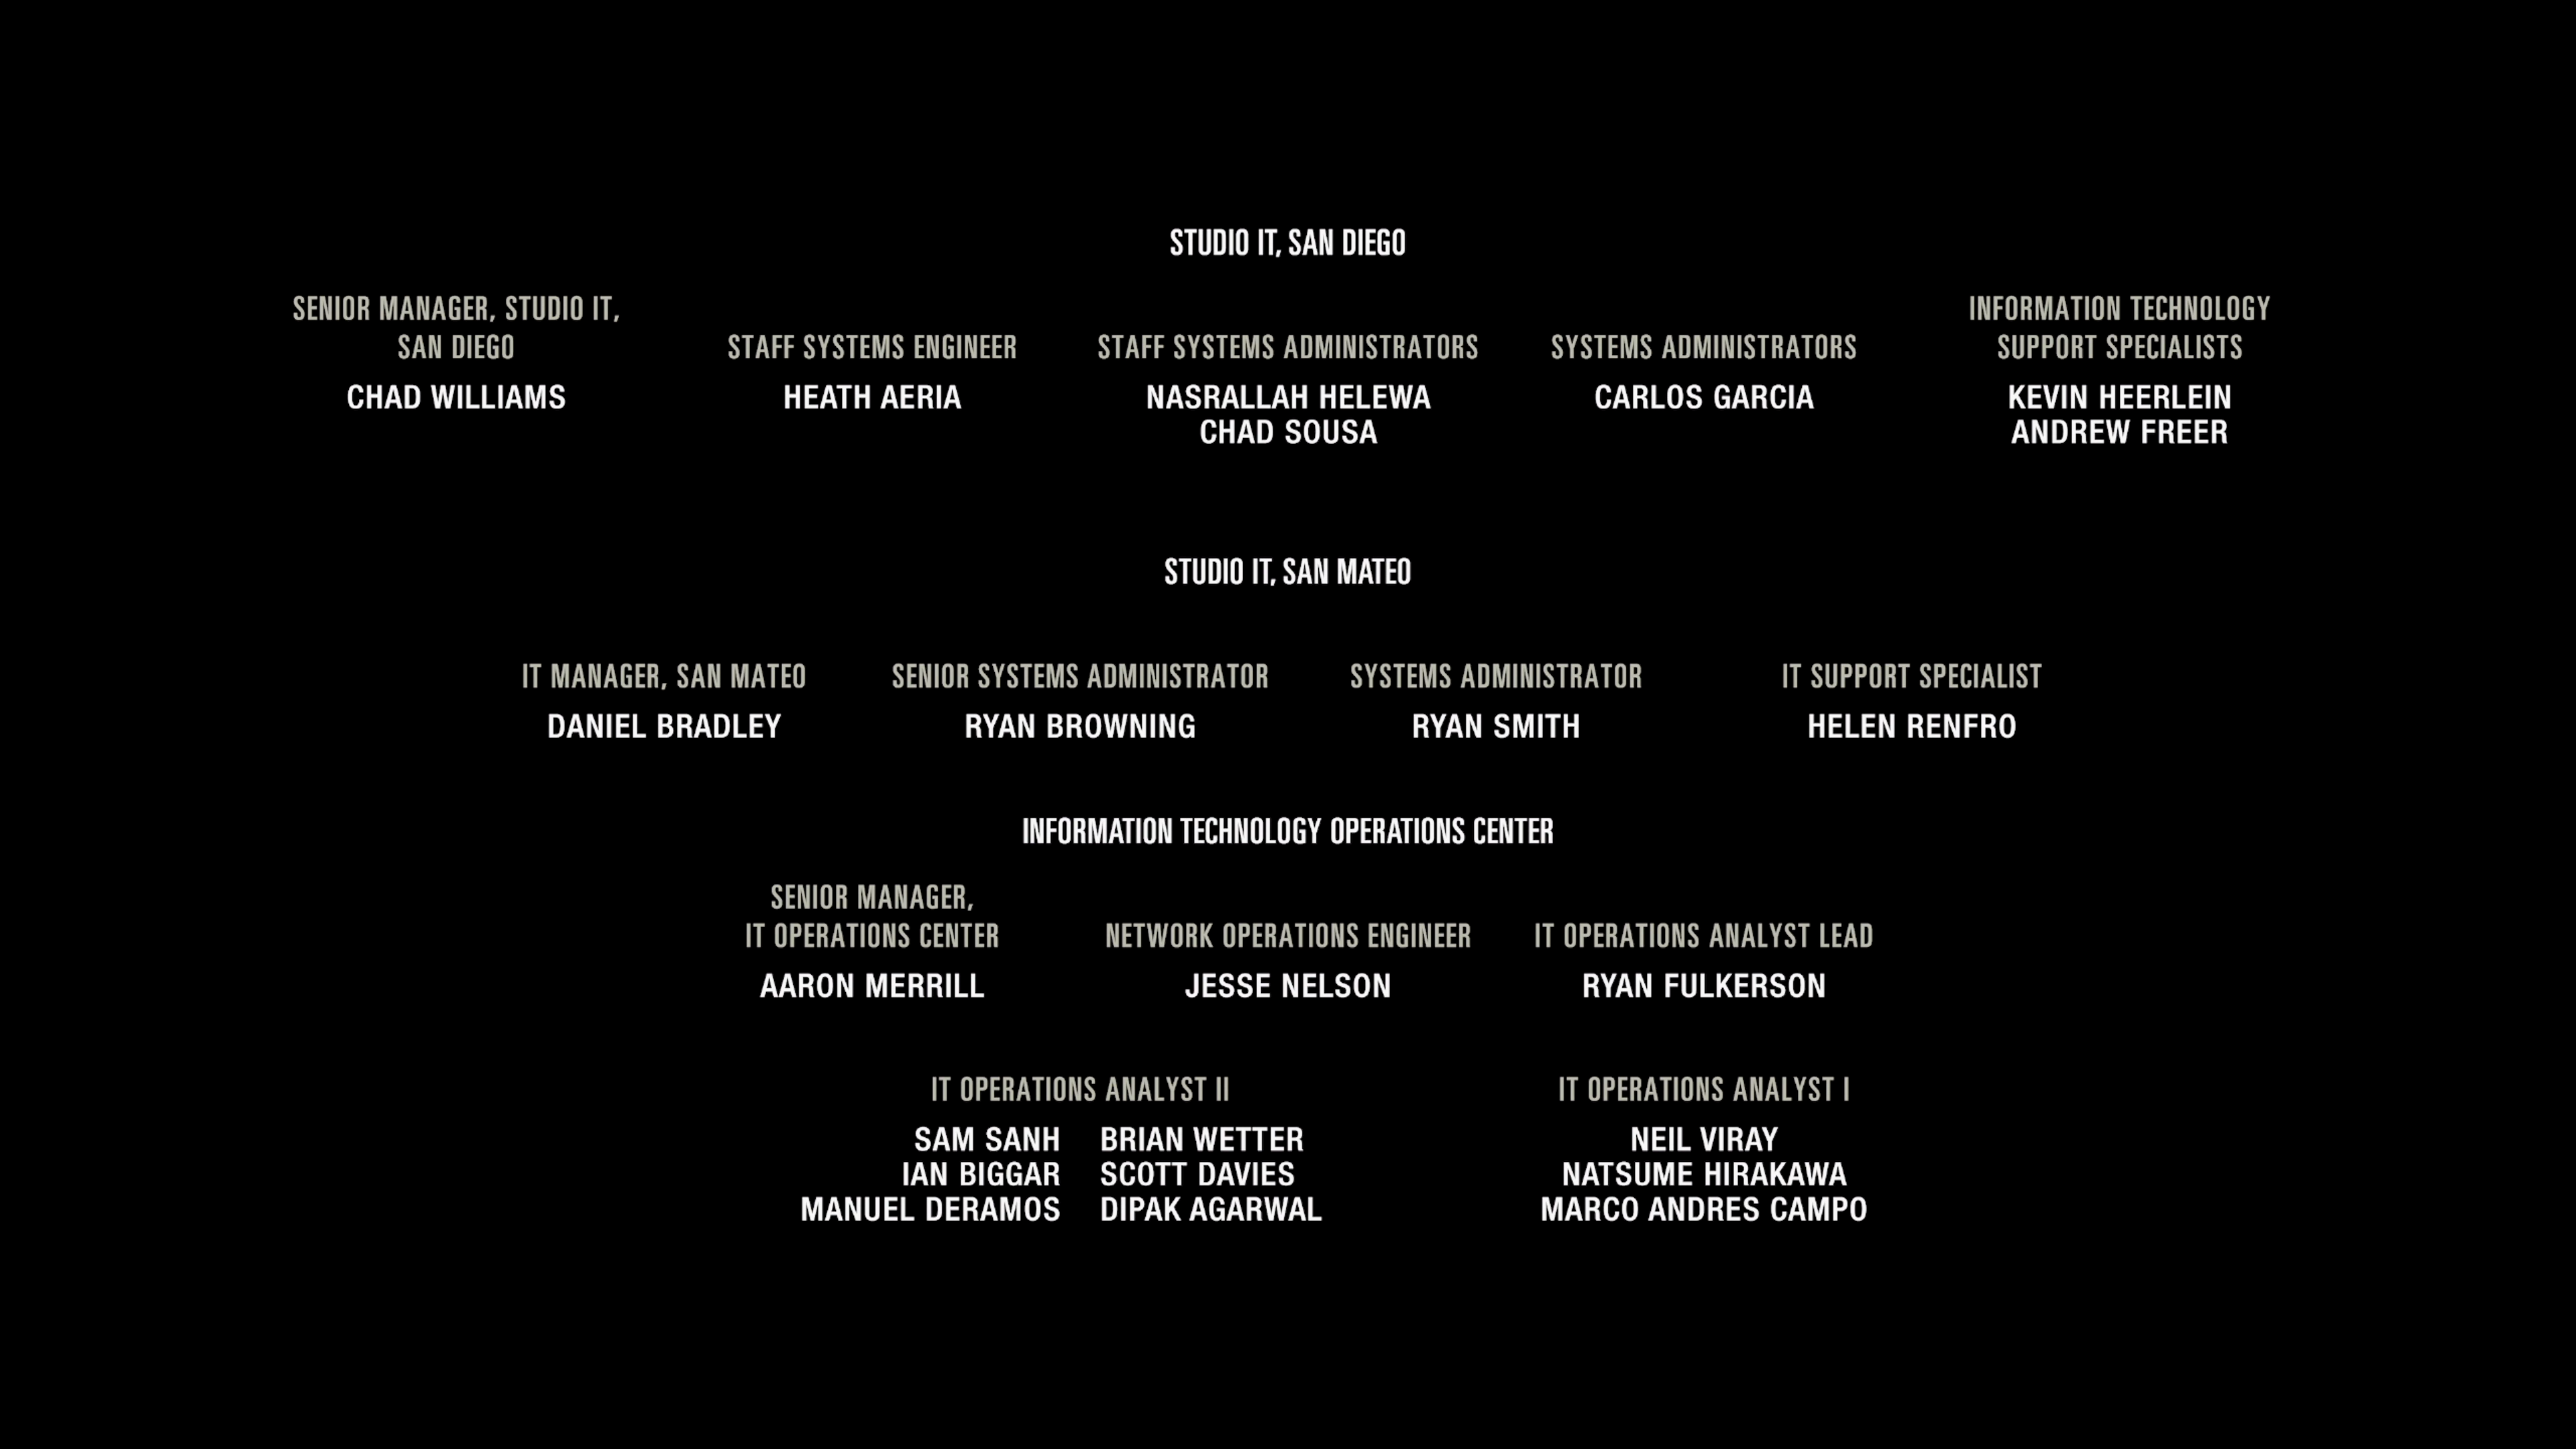 STUDIO IT, SAN DIEGO
SENIOR MANAGER, STUDIO IT,
SAN DIEGO
CHAD WILLIAMS
STAFF SYSTEMS ENGINEER
HEATH AERIA
STAFF SYSTEMS ADMINISTRATORS
NASRALLAH HELEWA
CHAD SOUSA
SYSTEMS ADMINISTRATORS
CARLOS GARCIA
INFORMATION TECHNOLOGY
SUPPORT SPECIALISTS
KEVIN HEERLEIN
ANDREW FREER
STUDIO IT, SAN MATEO
IT MANAGER, SAN MATEO
DANIEL BRADLEY
SENIOR SYSTEMS ADMINISTRATOR
RYAN BROWNING
SYSTEMS ADMINISTRATOR
RYAN SMITH
IT SUPPORT SPECIALIST
HELEN RENFRO
INFORMATION TECHNOLOGY OPERATIONS CENTER
SENIOR MANAGER,
IT OPERATIONS CENTER
AARON MERRILL
NETWORK OPERATIONS ENGINEER
JESSE NELSON
IT OPERATIONS ANALYST LEAD
RYAN FULKERSON
IT OPERATIONS ANALYST II
SAM SANH BRIAN WETTER
IAN BIGGAR SCOTT DAVIES
MANUEL DERAMOS DIPAK AGARWAL
IT OPERATIONS ANALYST I
NEIL VIRAY
NATSUME HIRAKAWA
MARCO ANDRES CAMPO